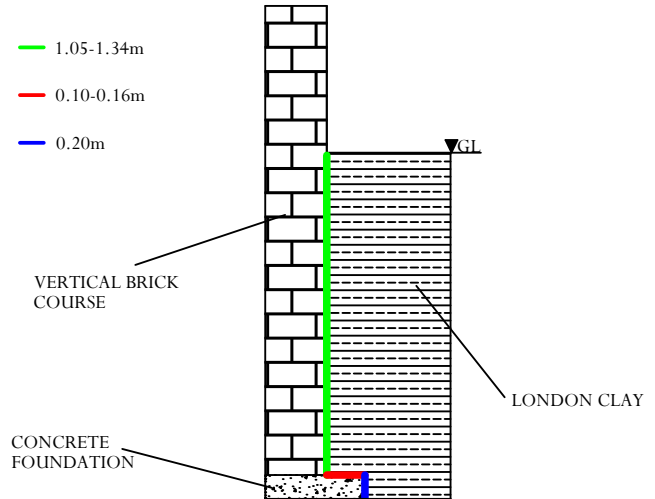 1.05-1.34m
0.10-0.16m
0.20m
GL
VERTICAL BRICK
COURSE
LONDON CLAY
CONCRETE
FOUNDATION